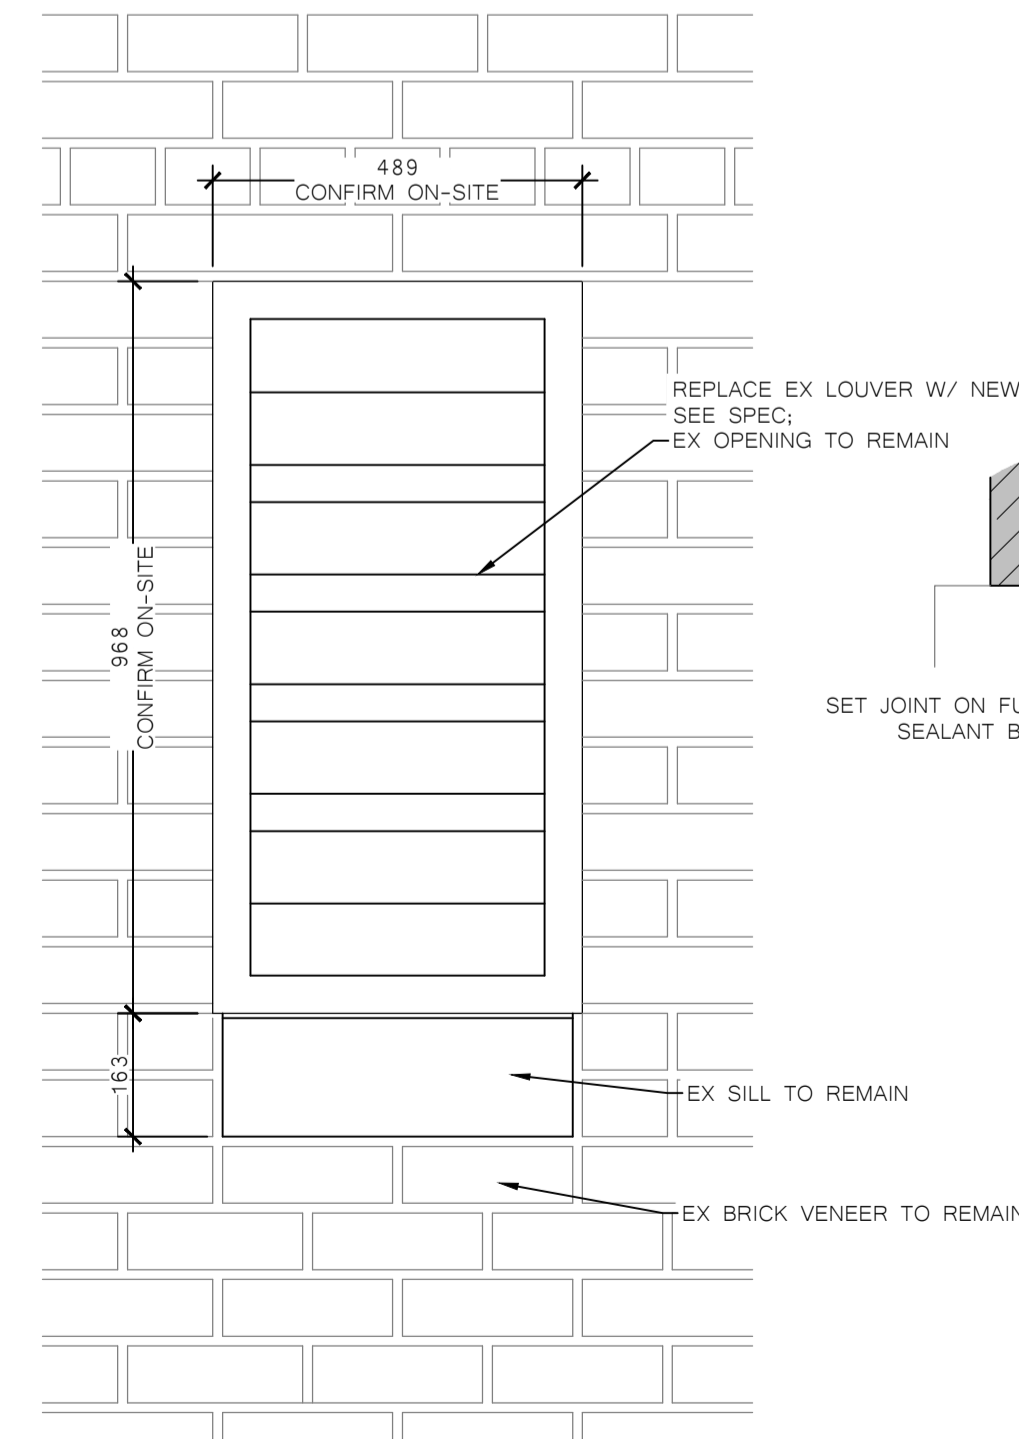 489
CONFIRM ON-SITE
REPLACE EX LOUVER W/ NEW
SEE SPEC;
EX OPENING TO REMAIN
968
CONFIRM ON-SITE
SET JOINT ON
SEALANT
163
EX SILL TO REMAIN
EX BRICK VENEER TO REMAIN